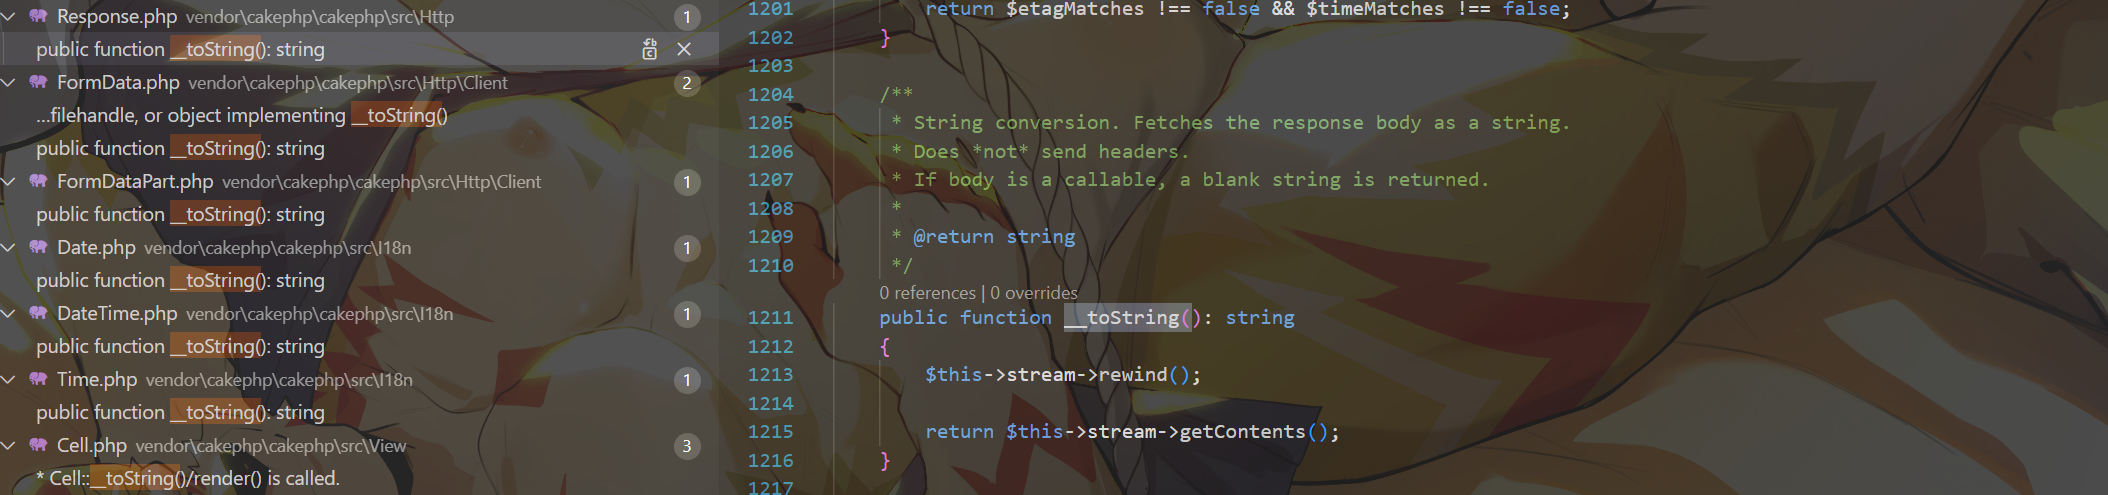 Response.php vendor\cakephp\cakephp\src\Http 1
public function __toString(): string
FormData.php vendor\cakephp\cakephp\src\Http\Client 2
...filehandle, or object implementing __toString()
public function __toString(): string
FormDataPart.php vendor\cakephp\cakephp\src\Http\Client 1
public function __toString(): string
Date.php vendor\cakephp\cakephp\src\I18n 1
public function __toString(): string
DateTime.php vendor\cakephp\cakephp\src\I18n 1
public function __toString(): string
Time.php vendor\cakephp\cakephp\src\I18n 1
public function __toString(): string
Cell.php vendor\cakephp\cakephp\src\View 3
* Cell::__toString()/render() is called.
1201 return $etagMatches !== false && $timeMatches !== false;
1202 }
1203
1204 /**
1205 * String conversion. Fetches the response body as a string.
1206 * Does *not* send headers.
1207 * If body is a callable, a blank string is returned.
1208 *
1209 * @return string
1210 */
0 references | 0 overrides
1211 public function __toString(): string
1212 {
1213 $this->stream->rewind();
1214
1215 return $this->stream->getContents();
1216 }
1217